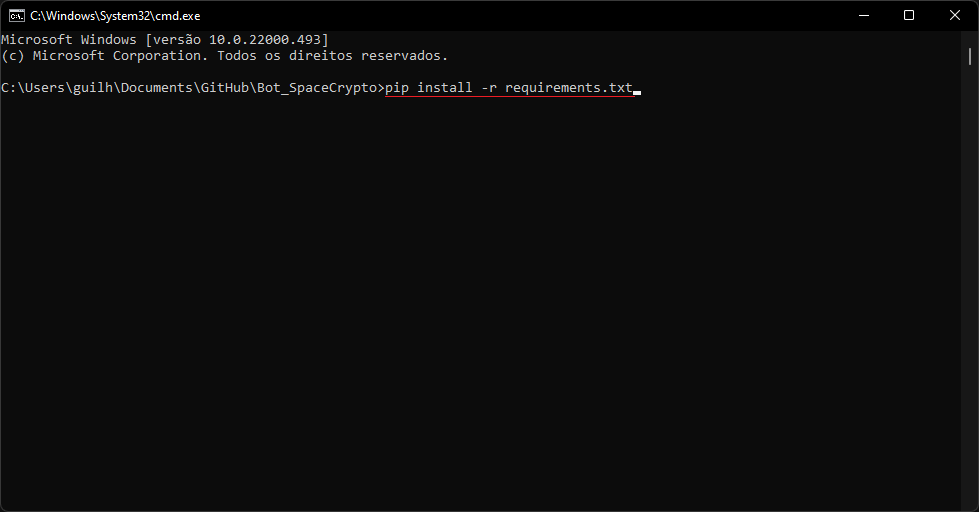 C:\Windows\System32\cmd.exe
Microsoft Windows [versão 10.0.22000.493]
(c) Microsoft Corporation. Todos os direitos reservados.
C:\Users\guilh\Documents\GitHub\Bot_SpaceCrypto>pip install -r requirements.txt